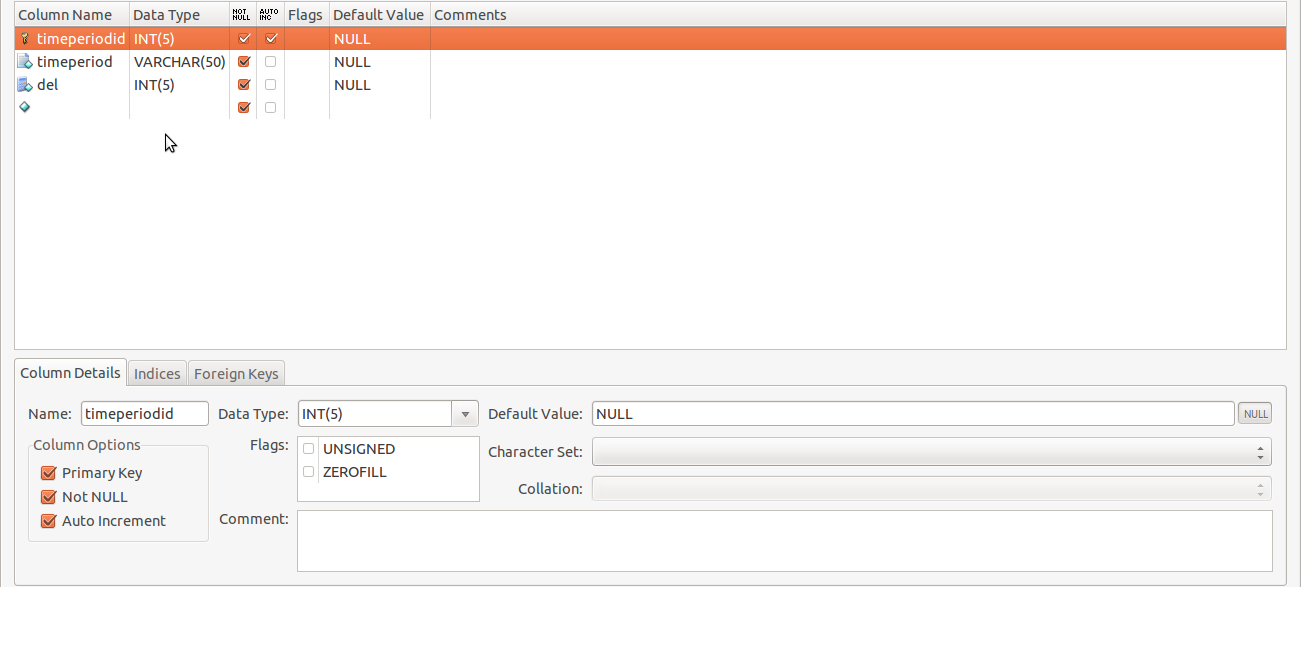 Column Name Data Type NOT NULL AUTO INC Flags Default Value Comments
timeperiodid INT(5) NULL
timeperiod VARCHAR(50) NULL
del INT(5) NULL
Column Details Indices Foreign Keys
Name: timeperiodid Data Type: INT(5) Default Value: NULL NULL
Column Options Flags: UNSIGNED Character Set:
Primary Key ZEROFILL
Not NULL Collation:
Auto Increment Comment: